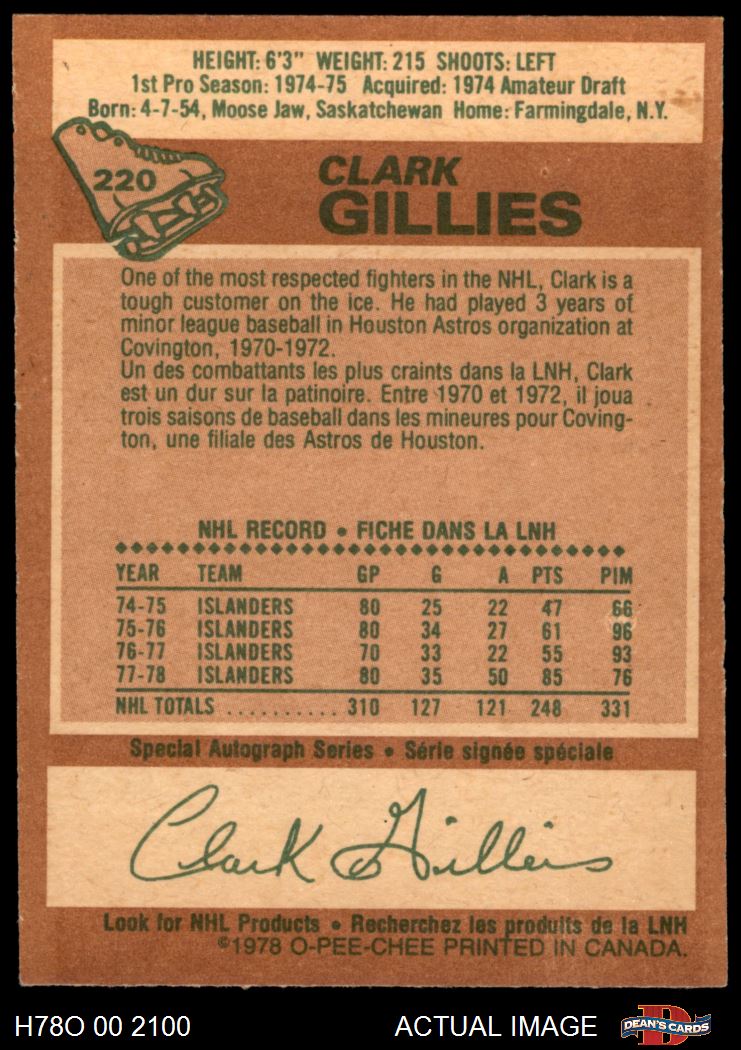 HEIGHT: 6'3" WEIGHT: 215 SHOOTS: LEFT
1st Pro Season: 1974-75 Acquired: 1974 Amateur Draft
Born: 4-7-54, Moose Jaw, Saskatchewan Home: Farmingdale, N.Y.
220
CLARK
GILLIES
One of the most respected fighters in the NHL, Clark is a
tough customer on the ice. He had played 3 years of
minor league baseball in Houston Astros organization at
Covington, 1970-1972.
Un des combattants les plus craints dans la LNH, Clark
est un dur sur la patinoire. Entre 1970 et 1972, il joua
trois saisons de baseball dans les mineures pour Coving-
ton, une filiale des Astros de Houston.
NHL RECORD • FICHE DANS LA LNH
YEAR TEAM GP G A PTS PIM
74-75 ISLANDERS 80 25 22 47 66
75-76 ISLANDERS 80 34 27 61 96
76-77 ISLANDERS 70 33 22 55 93
77-78 ISLANDERS 80 35 50 85 76
NHL TOTALS .......... 310 127 121 248 331
Special Autograph Series • Série signée spéciale
Clark Gillies
Look for NHL Products • Recherchez les produits de la LNH
©1978 O-PEE-CHEE PRINTED IN CANADA.
H78O 00 2100
ACTUAL IMAGE
D
DEAN'S CARDS